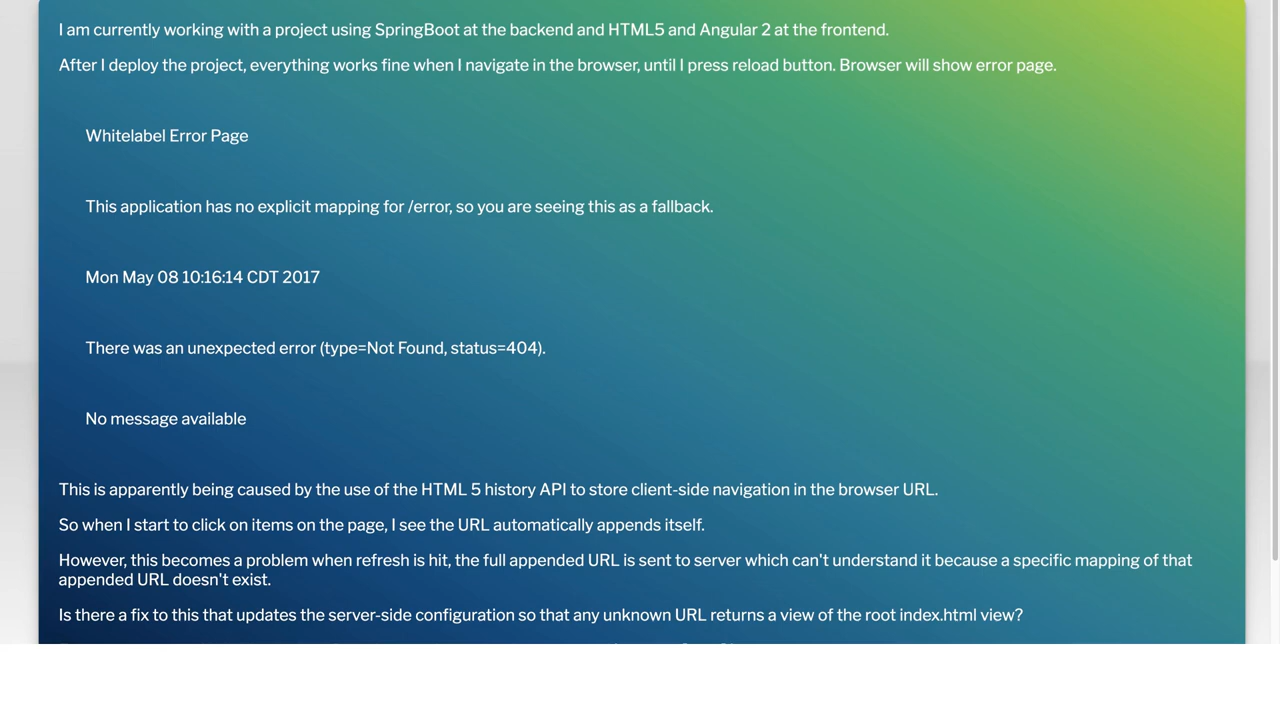 I am currently working with a project using SpringBoot at the backend and HTML5 and Angular 2 at the frontend.
After I deploy the project, everything works fine when I navigate in the browser, until I press reload button. Browser will show error page.
Whitelabel Error Page
This application has no explicit mapping for /error, so you are seeing this as a fallback.
Mon May 08 10:16:14 CDT 2017
There was an unexpected error (type=Not Found, status=404).
No message available
This is apparently being caused by the use of the HTML 5 history API to store client-side navigation in the browser URL.
So when I start to click on items on the page, I see the URL automatically appends itself.
However, this becomes a problem when refresh is hit, the full appended URL is sent to server which can't understand it because a specific mapping of that
appended URL doesn't exist.
Is there a fix to this that updates the server-side configuration so that any unknown URL returns a view of the root index.html view?